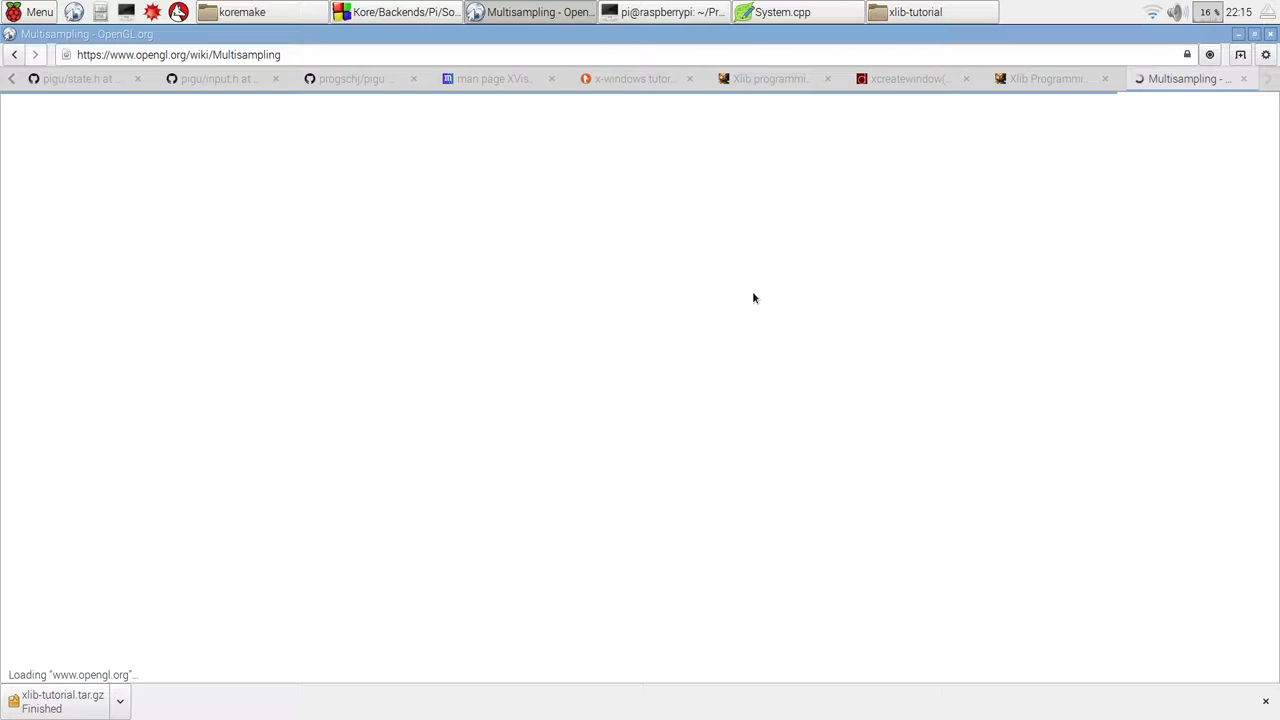 Menu koremake Kore/Backends/Pi/So... Multisampling - Open... pi@raspberrypi: ~/Pr... System.cpp xlib-tutorial 16 % 22:15
Multisampling - OpenGL.org
https://www.opengl.org/wiki/Multisampling
pigu/state.h at ... pigu/input.h at ... progschj/pigu ... man page XVis... x-windows tutor... Xlib programmi... xcreatewindow(... Xlib Programmi... Multisampling - ...
Loading "www.opengl.org"...
xlib-tutorial.tar.gz
Finished